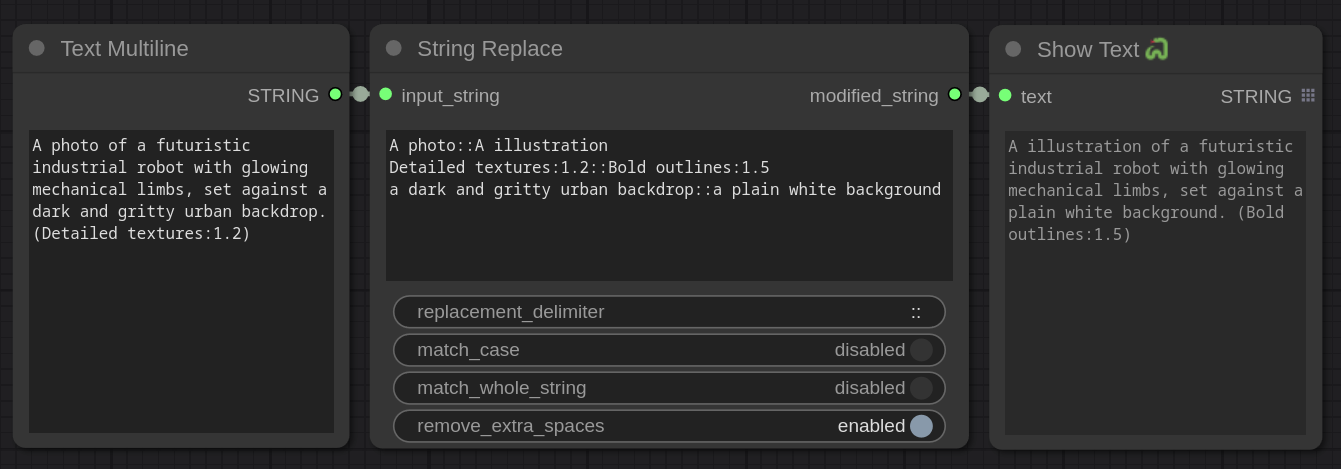 Text Multiline
STRING
A photo of a futuristic
industrial robot with glowing
mechanical limbs, set against a
dark and gritty urban backdrop.
(Detailed textures:1.2)
String Replace
input_string
modified_string
A photo::A illustration
Detailed textures:1.2::Bold outlines:1.5
a dark and gritty urban backdrop::a plain white background
replacement_delimiter ::
match_case disabled
match_whole_string disabled
remove_extra_spaces enabled
Show Text 🐍
text
STRING
A illustration of a futuristic
industrial robot with glowing
mechanical limbs, set against a
plain white background. (Bold
outlines:1.5)